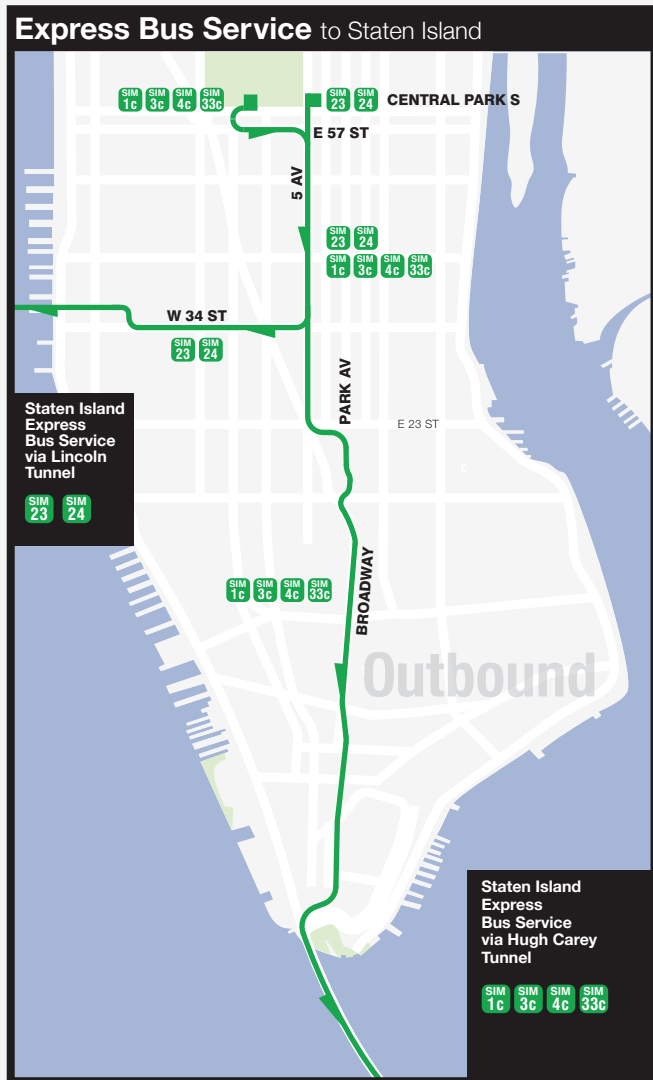 Express Bus Service to Staten Island
SIM 1c SIM 3c SIM 4c SIM 33c
SIM 23 SIM 24 CENTRAL PARK S
E 57 ST
5 AV
SIM 23 SIM 24
SIM 1c SIM 3c SIM 4c SIM 33c
W 34 ST
SIM 23 SIM 24
PARK AV
E 23 ST
Staten Island
Express
Bus Service
via Lincoln
Tunnel
SIM 23 SIM 24
c
SIM 1c SIM 3c SIM 4c SIM 33c
BROADWAY
Outbound
Staten Island
Express
Bus Service
via Hugh Carey
Tunnel
SIM 1c SIM 3c SIM 4c SIM 33c